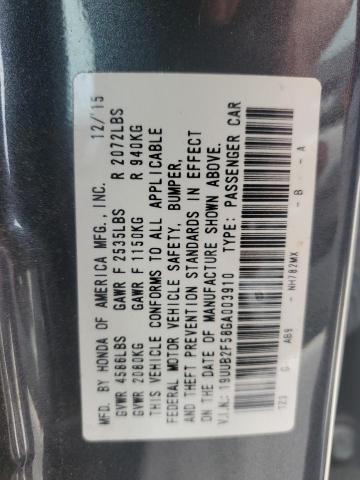 MFD. BY HONDA OF AMERICA MFG., INC. 12/'15
GVWR 4586LBS GAWR F 2535LBS R 2072LBS
GVWR 2080KG GAWR F 1150KG R 940KG
THIS VEHICLE CONFORMS TO ALL APPLICABLE
FEDERAL MOTOR VEHICLE SAFETY, BUMPER,
AND THEFT PREVENTION STANDARDS IN EFFECT
ON THE DATE OF MANUFACTURE SHOWN ABOVE.
V.I.N.: 19UUB2F58GA003910 TYPE: PASSENGER CAR
TZ3 G AB9 - NH782MX - B - A